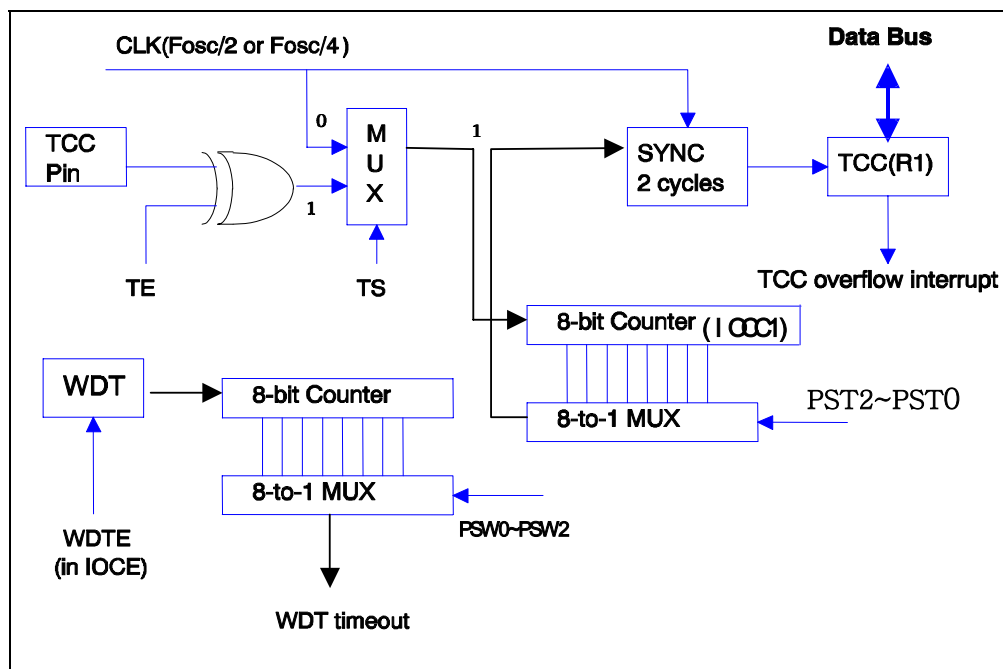 CLK(Fosc/2 or Fosc/4)
Data Bus
0
1
TCC
Pin
M
U
X
SYNC
2 cycles
TCC(R1)
1
TE
TS
TCC overflow interrupt
8-bit Counter (IOCC1)
WDT
8-bit Counter
8-to-1 MUX
PST2~PST0
8-to-1 MUX
PSW0~PSW2
WDTE
(in IOCE)
WDT timeout